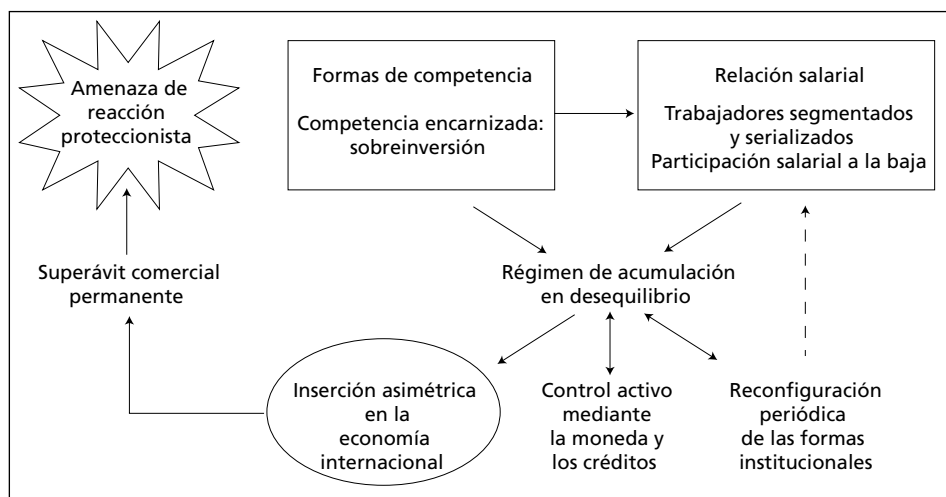 Amenaza de
reacción
proteccionista
Formas de competencia
Competencia encarnizada:
sobreinversión
Relación salarial
Trabajadores segmentados
y serializados
Participación salarial a la baja
Superávit comercial
permanente
Régimen de acumulación
en desequilibrio
Inserción asimétrica
en la
economía
internacional
Control activo
mediante
la moneda y
los créditos
Reconfiguración
periódica
de las formas
institucionales